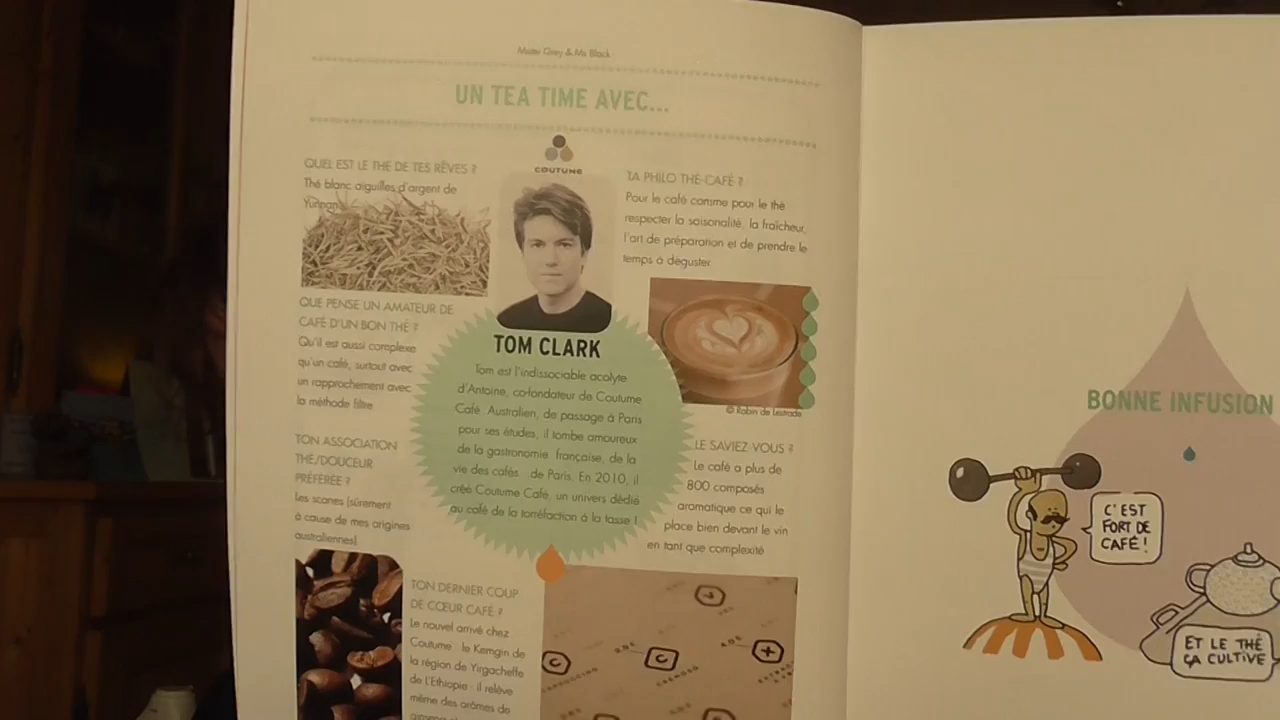 Mister Grey & Ms Black
UN TEA TIME AVEC...
QUEL EST LE THÉ DE TES RÊVES ?
Thé blanc aiguilles d'argent de
Yunnan
QUE PENSE UN AMATEUR DE
CAFÉ D'UN BON THÉ ?
Qu'il est aussi complexe
qu'un café, surtout avec
un rapprochement avec
la méthode filtre
TON ASSOCIATION
THÉ/DOUCEUR
PRÉFÉRÉE ?
Les scones (sûrement
à cause de mes origines
australiennes)
COUTUME
TOM CLARK
Tom est l'indissociable acolyte
d'Antoine, co-fondateur de Coutume
Café. Australien, de passage à Paris
pour ses études, il tombe amoureux
de la gastronomie française, de la
vie des cafés de Paris. En 2010, il
créé Coutume Café, un univers dédié
au café de la torréfaction à la tasse !
TA PHILO THÉ-CAFÉ ?
Pour le café comme pour le thé
respecter la saisonalité, la fraîcheur,
l'art de préparation et de prendre le
temps à déguster.
© Robin de Lestrade
LE SAVIEZ-VOUS ?
Le café a plus de
800 composés
aromatique ce qui le
place bien devant le vin
en tant que complexité
TON DERNIER COUP
DE CŒUR CAFÉ ?
Le nouvel arrivé chez
Coutume : le Kemgin de
la région de Yirgacheffe
de l'Ethiopie : il relève
même des arômes de
BONNE INFUSION
C'EST
FORT DE
CAFÉ !
ET LE THÉ
ÇA CULTIVE